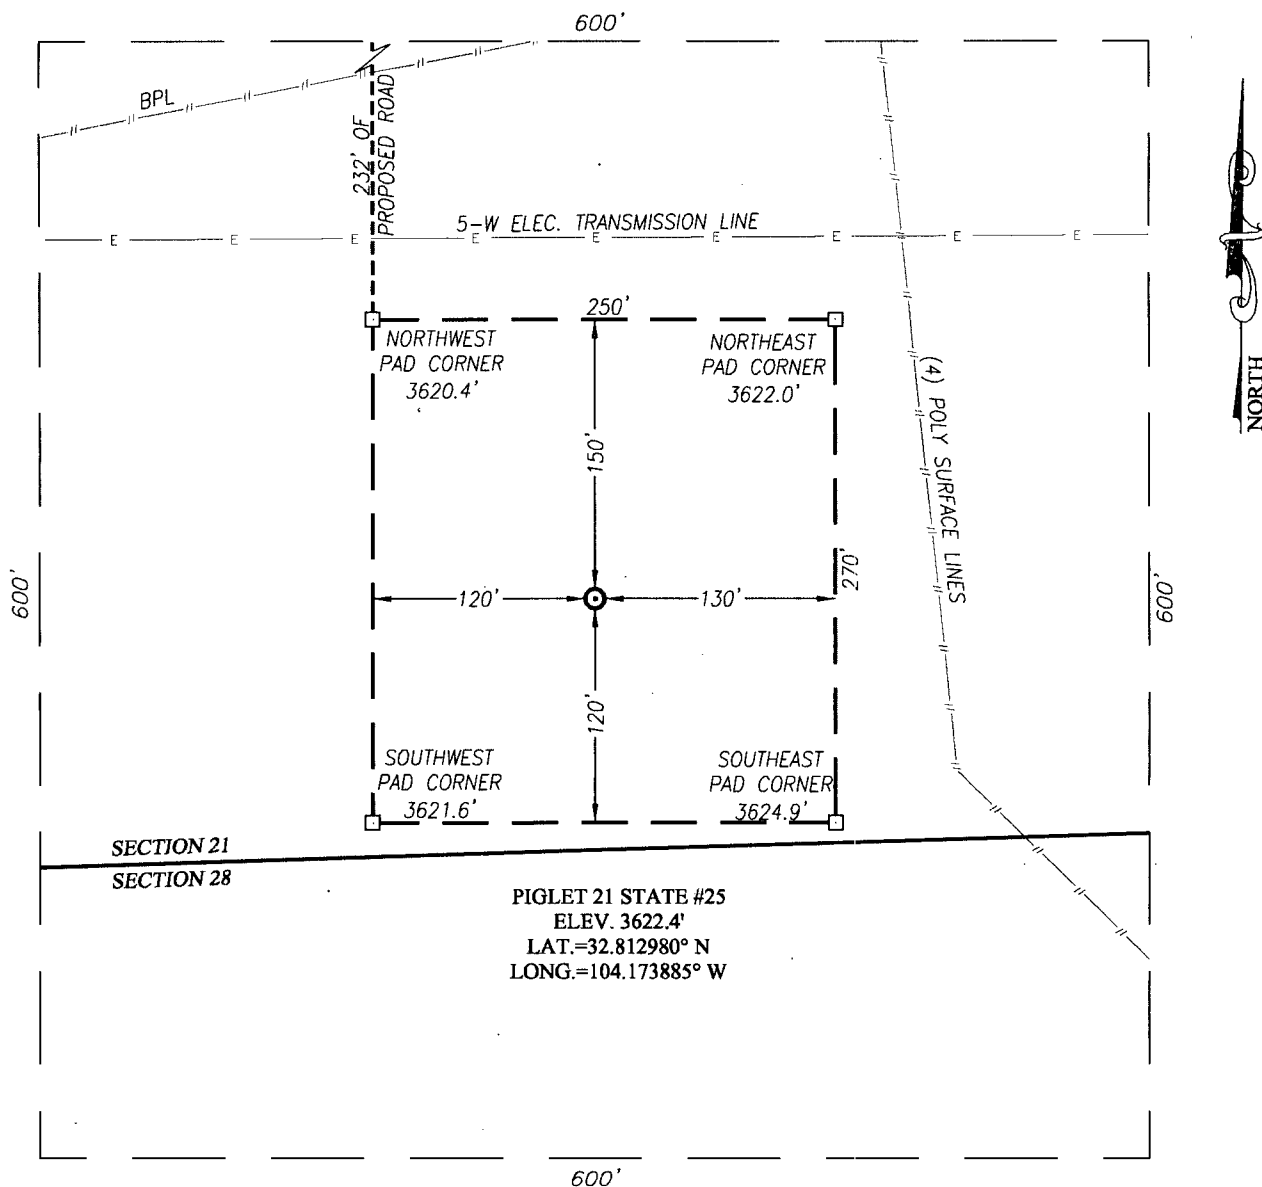 600'
BPL
232' OF
PROPOSED ROAD
5-W ELEC. TRANSMISSION LINE
E E E E E E E E E
250'
NORTHWEST
PAD CORNER
3620.4'
NORTHEAST
PAD CORNER
3622.0'
(4) POLY SURFACE LINES
NORTH
150'
600'
120'
130'
270'
600'
120'
SOUTHWEST
PAD CORNER
3621.6'
SOUTHEAST
PAD CORNER
3624.9'
SECTION 21
SECTION 28
PIGLET 21 STATE #25
ELEV. 3622.4'
LAT.=32.812980° N
LONG.=104.173885° W
600'